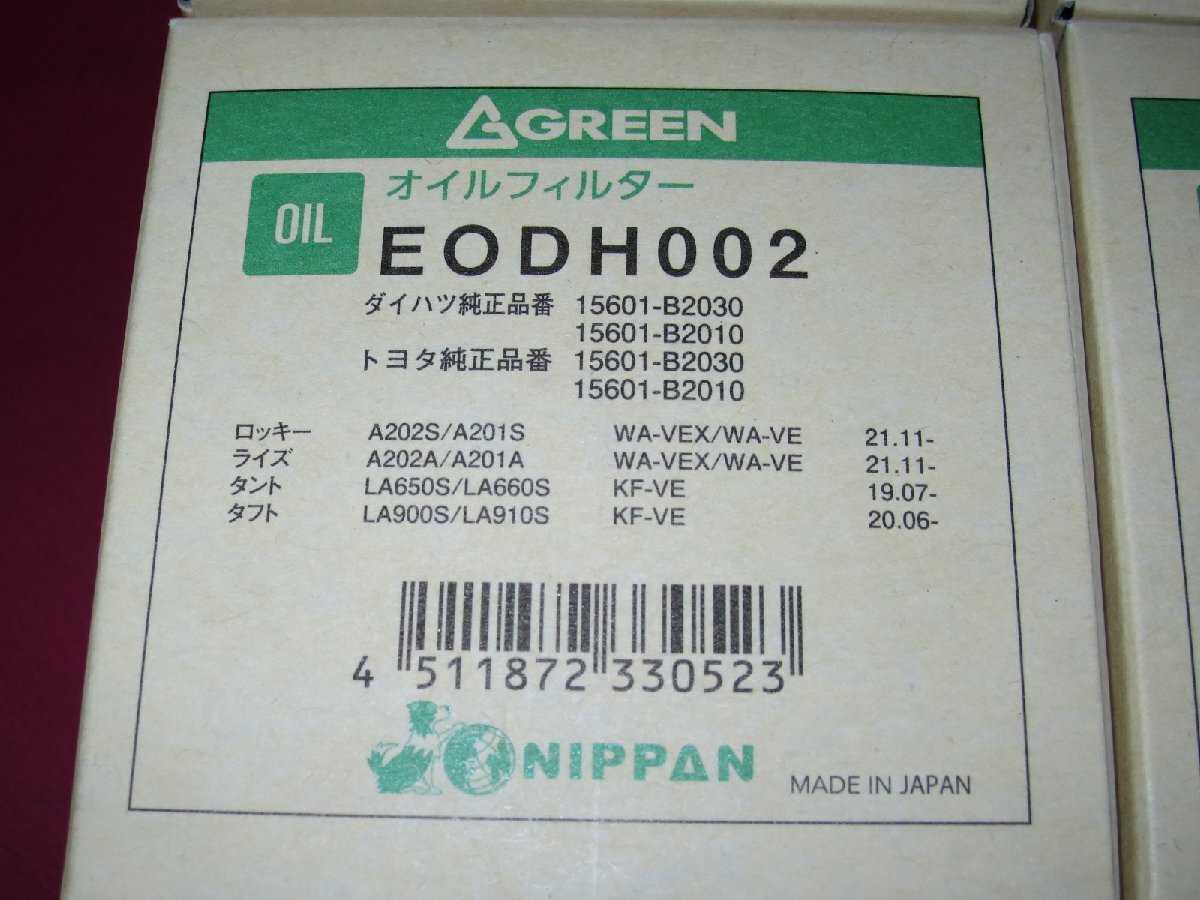 GREEN
OIL
オイルフィルター
EODH002
ダイハツ純正品番 15601-B2030
15601-B2010
トヨタ純正品番 15601-B2030
15601-B2010
ロッキー A202S/A201S WA-VEX/WA-VE 21.11-
ライズ A202A/A201A WA-VEX/WA-VE 21.11-
タント LA650S/LA660S KF-VE 19.07-
タフト LA900S/LA910S KF-VE 20.06-
4 511872 330523
NIPPAN
MADE IN JAPAN